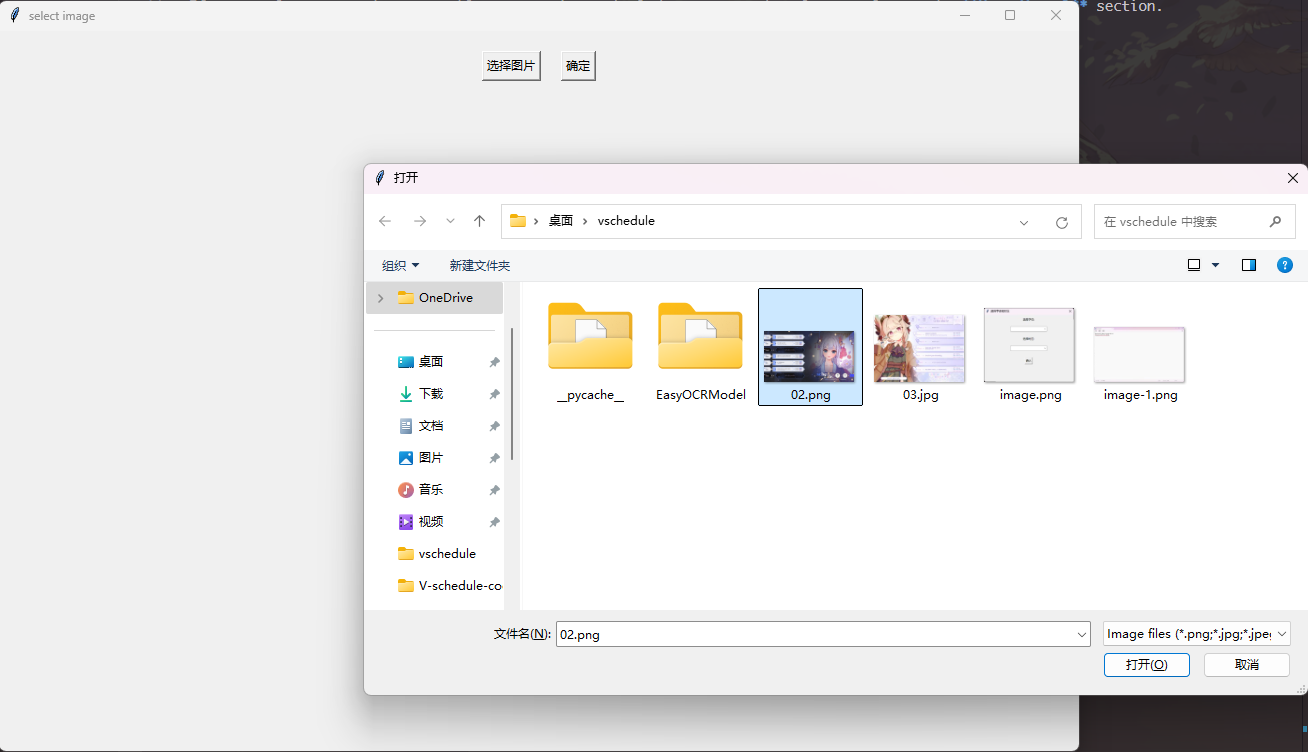 select image
section.
选择图片 确定
打开
桌面 vschedule
在 vschedule 中搜索
组织 新建文件夹
OneDrive
桌面
下载
文档
图片
音乐
视频
vschedule
V-schedule-co
__pycache__
EasyOCRModel
02.png
03.jpg
image.png
image-1.png
文件名(N): 02.png
Image files (*.png;*.jpg;*.jpeg
打开(O) 取消